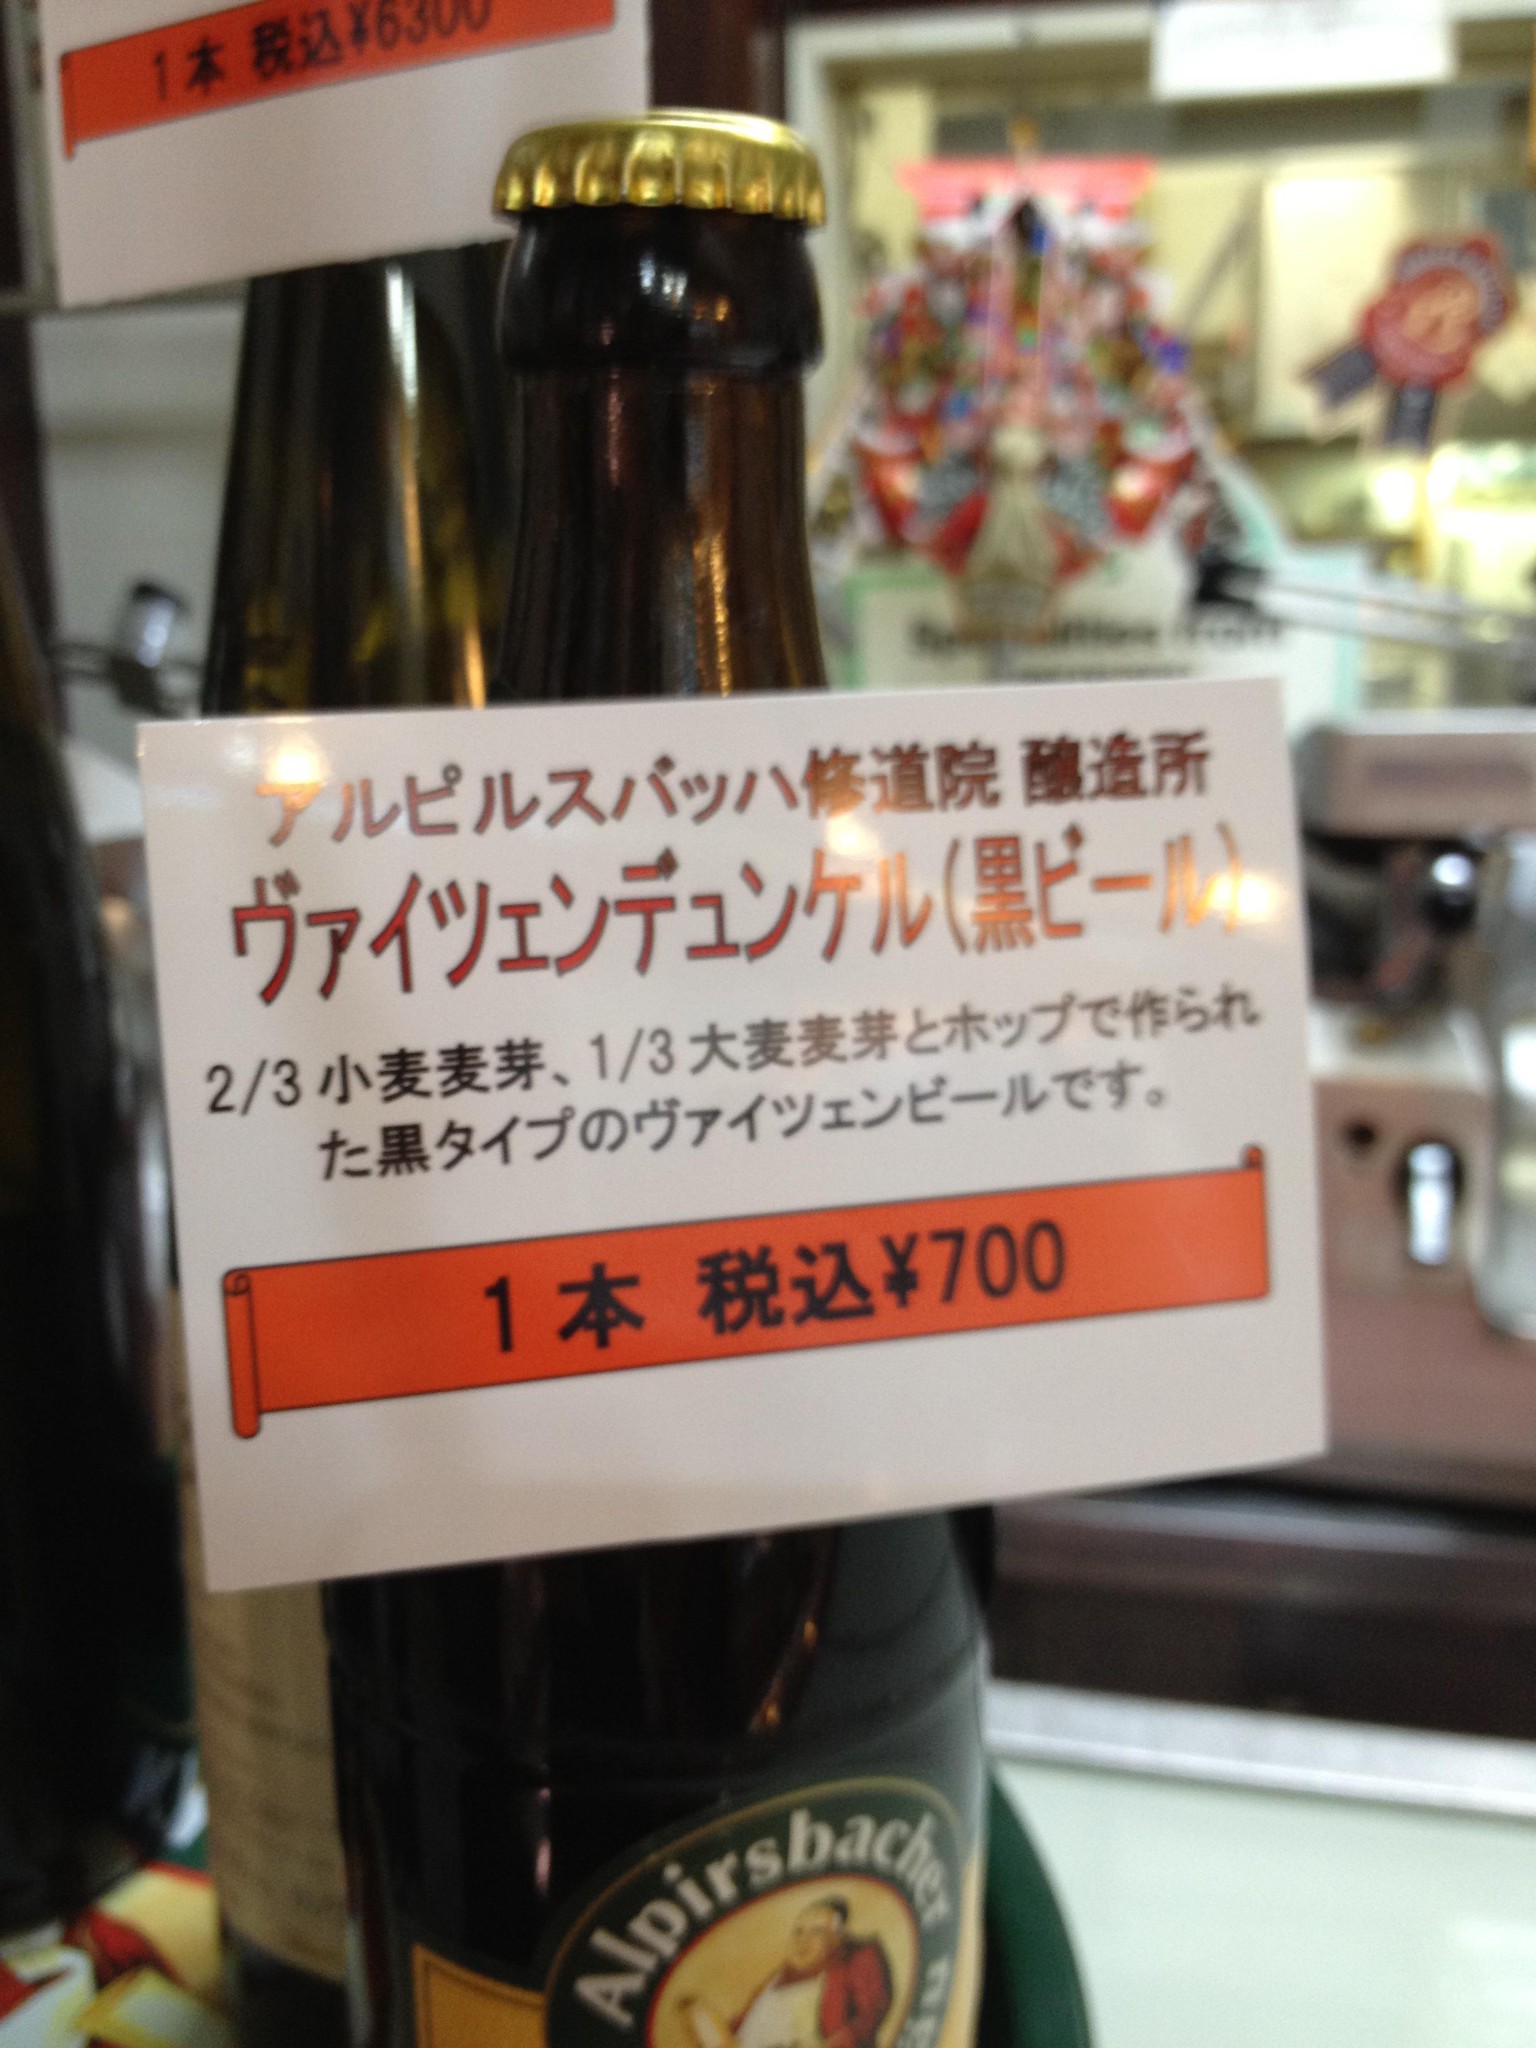 1本 税込¥6300
アルピルスバッハ修道院 醸造所
ヴァイツェンデュンケル(黒ビール)
2/3 小麦麦芽、1/3 大麦麦芽とホップで作られ
た黒タイプのヴァイツェンビールです。
1本 税込¥700
Alpirsbacher